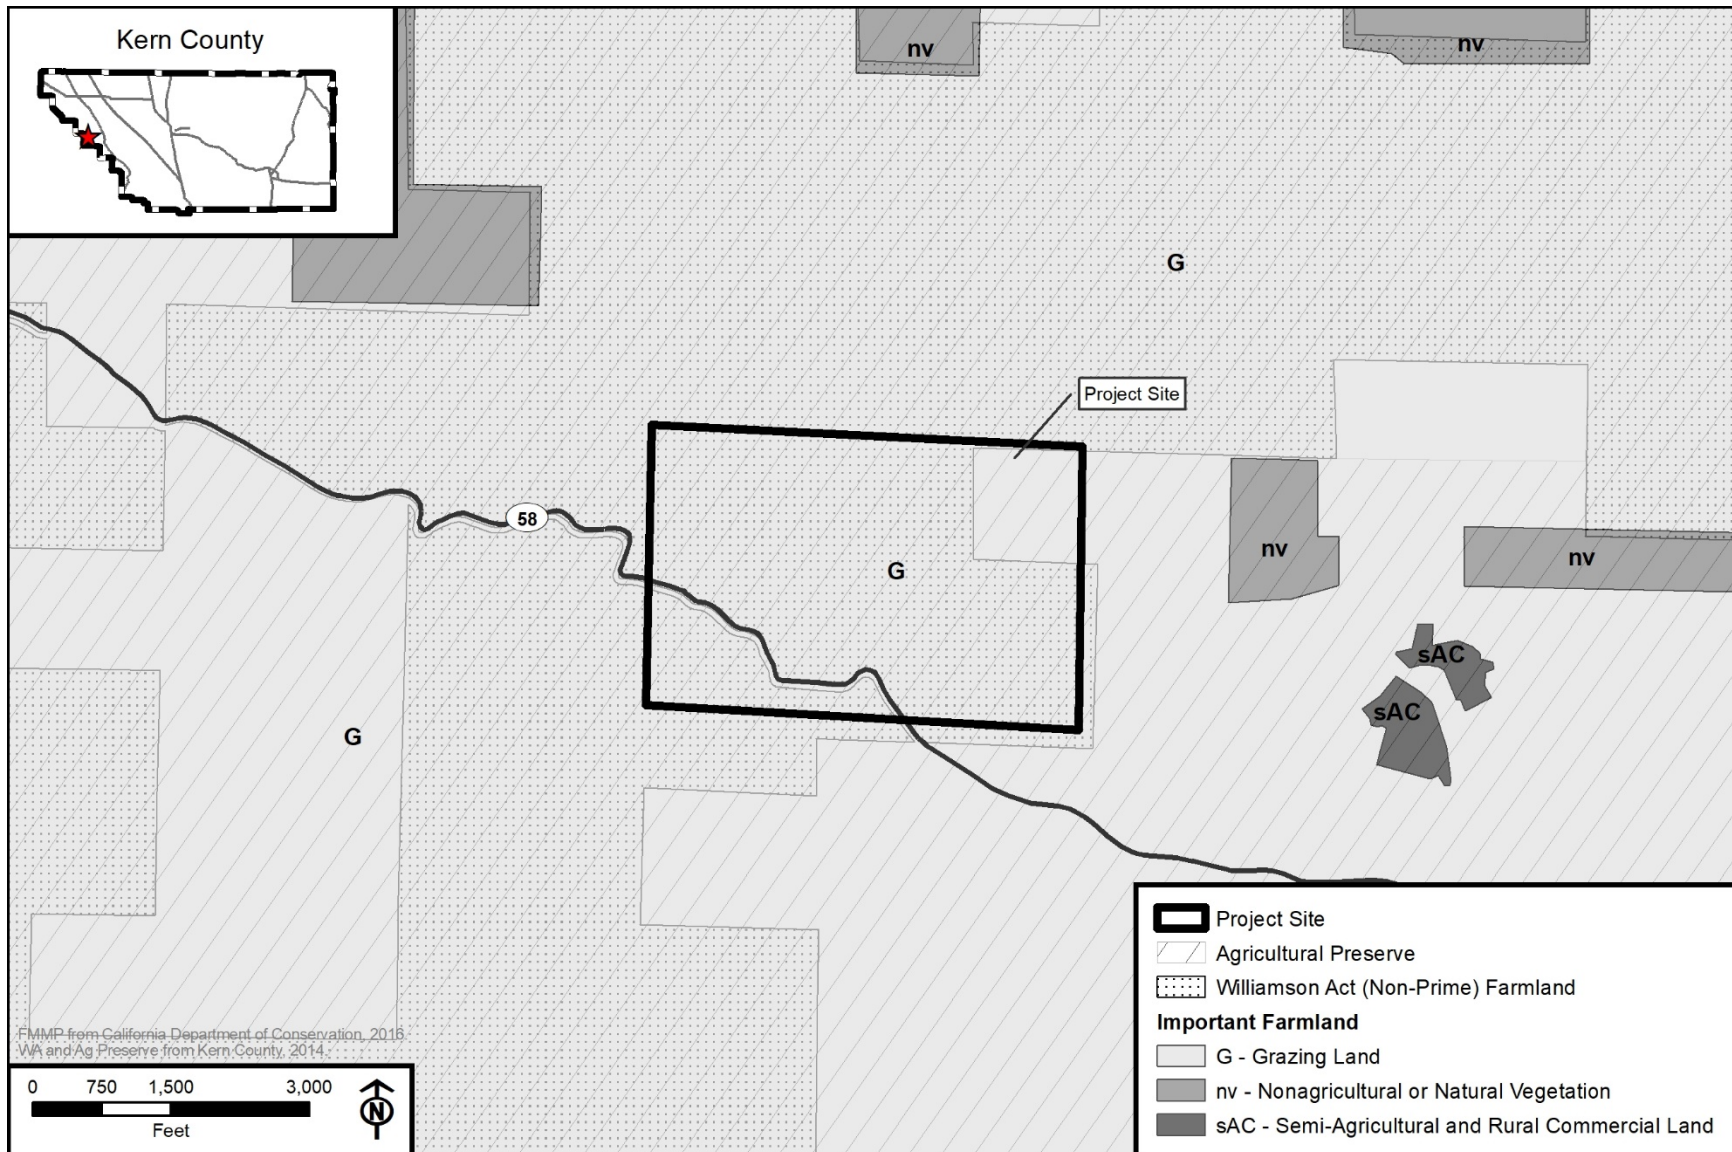 Kern County
nv
nv
G
Project Site
58
G
nv
nv
sAC
sAC
G
FMMP from California Department of Conservation, 2016.
WA and Ag Preserve from Kern County, 2014.
0 750 1,500 3,000
Feet
N
Project Site
Agricultural Preserve
Williamson Act (Non-Prime) Farmland
Important Farmland
G - Grazing Land
nv - Nonagricultural or Natural Vegetation
sAC - Semi-Agricultural and Rural Commercial Land